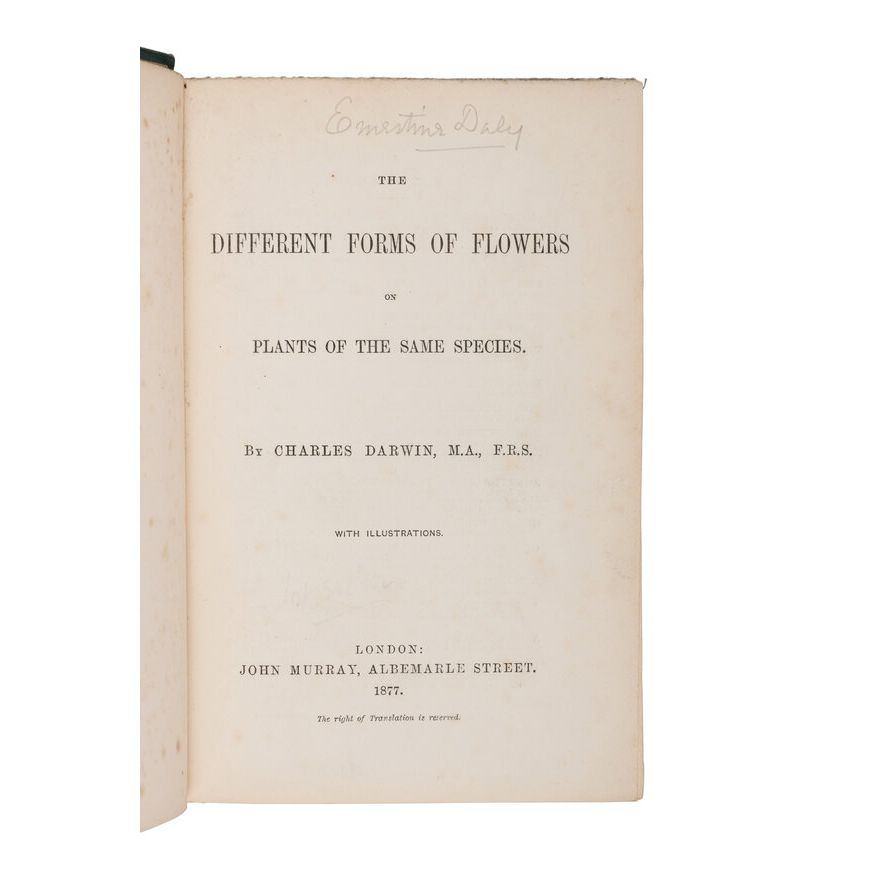 Ernestine Daly
THE
DIFFERENT FORMS OF FLOWERS
ON
PLANTS OF THE SAME SPECIES.
BY CHARLES DARWIN, M.A., F.R.S.
WITH ILLUSTRATIONS.
LONDON:
JOHN MURRAY, ALBEMARLE STREET.
1877.
The right of Translation is reserved.